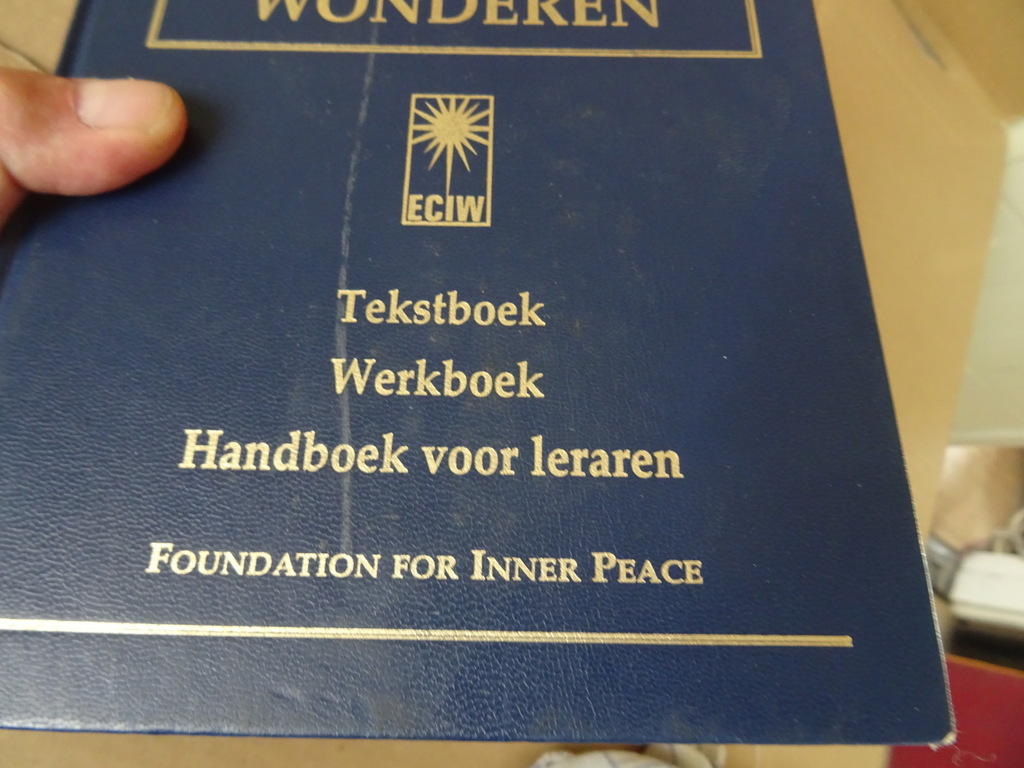 WONDEREN
ECIW
Tekstboek
Werkboek
Handboek voor leraren
FOUNDATION FOR INNER PEACE